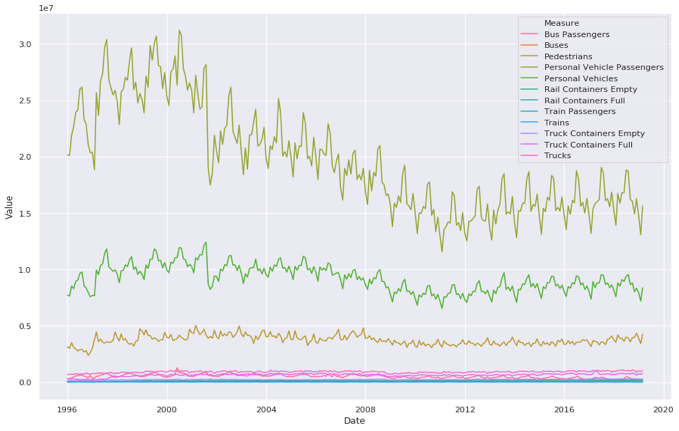 1e7
3.0
2.5
2.0
1.5
1.0
0.5
0.0
Value
1996
2000
2004
2008
2012
2016
2020
Date
Measure
Bus Passengers
Buses
Pedestrians
Personal Vehicle Passengers
Personal Vehicles
Rail Containers Empty
Rail Containers Full
Train Passengers
Trains
Truck Containers Empty
Truck Containers Full
Trucks